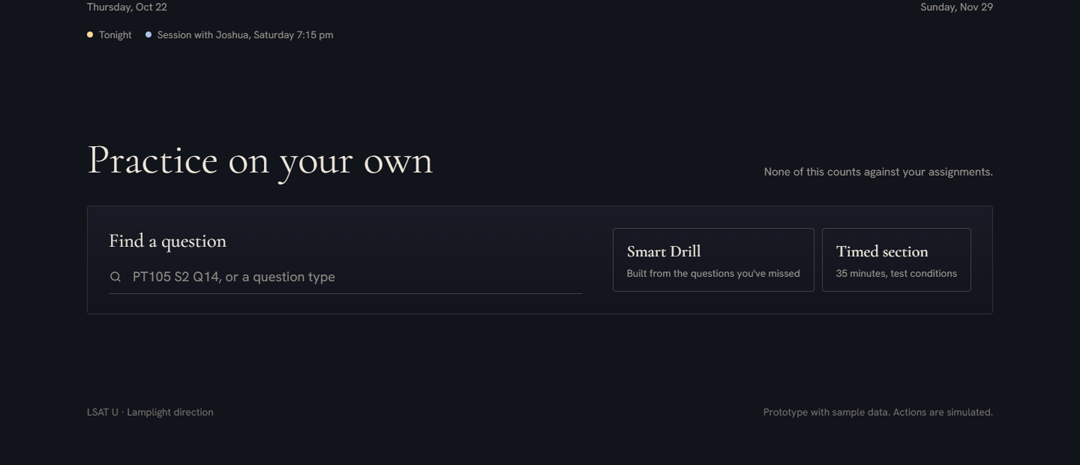 Thursday, Oct 22
Sunday, Nov 29
Tonight
Session with Joshua, Saturday 7:15 pm
Practice on your own
None of this counts against your assignments.
Find a question
PT105 S2 Q14, or a question type
Smart Drill
Built from the questions you've missed
Timed section
35 minutes, test conditions
LSAT U · Lamplight direction
Prototype with sample data. Actions are simulated.